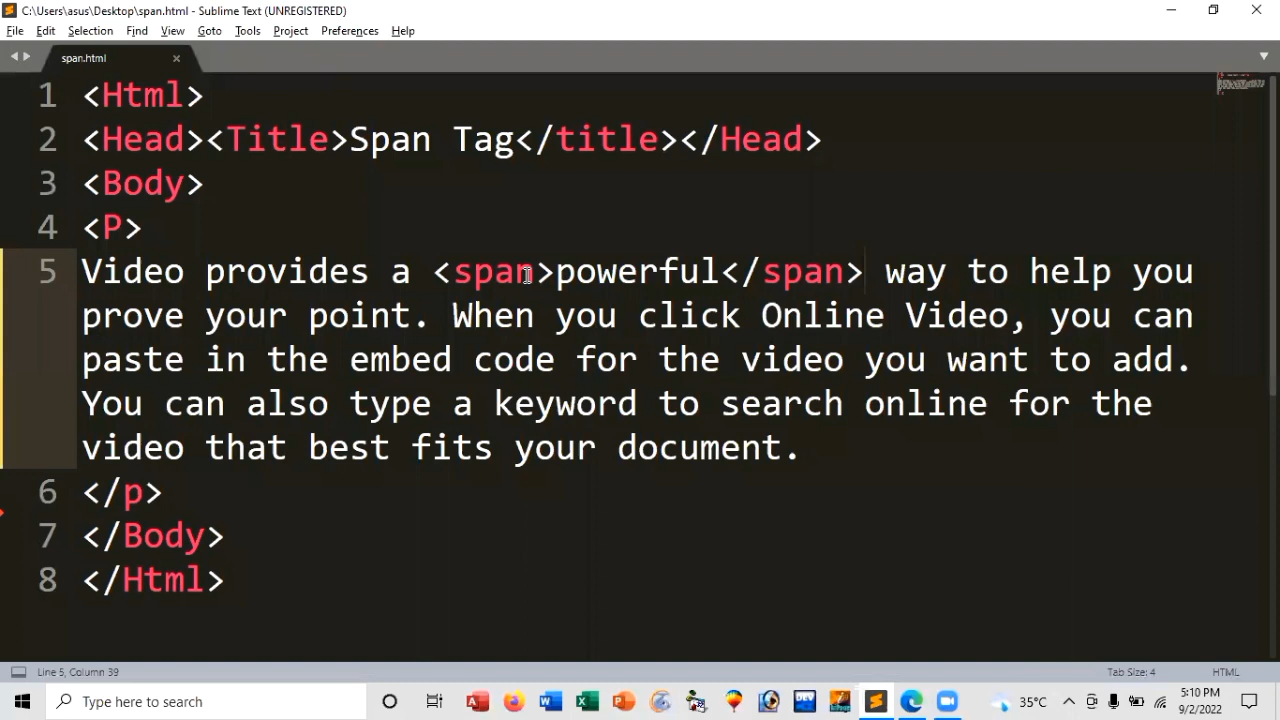 C:\Users\asus\Desktop\span.html - Sublime Text (UNREGISTERED)
File Edit Selection Find View Goto Tools Project Preferences Help
span.html
1 <Html>
2 <Head><Title>Span Tag</title></Head>
3 <Body>
4 <P>
5 Video provides a <span>powerful</span> way to help you
prove your point. When you click Online Video, you can
paste in the embed code for the video you want to add.
You can also type a keyword to search online for the
video that best fits your document.
6 </p>
7 </Body>
8 </Html>
Line 5, Column 39
Tab Size: 4
HTML
Type here to search
35°C
5:10 PM
9/2/2022